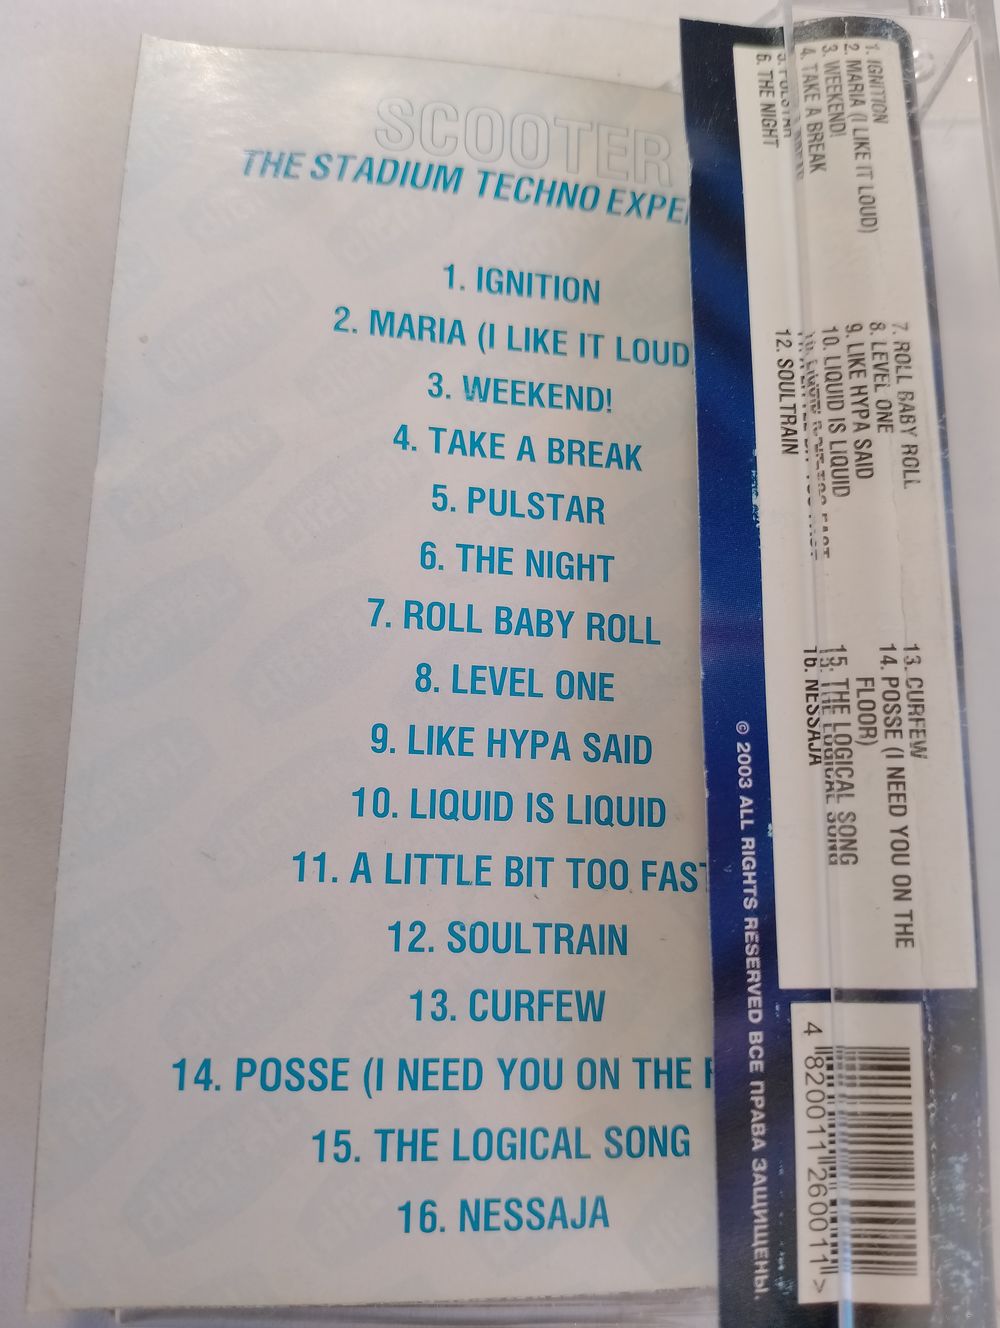 SCOOTER
THE STADIUM TECHNO EXPE
1. IGNITION
2. MARIA (I LIKE IT LOUD
3. WEEKEND!
4. TAKE A BREAK
5. PULSTAR
6. THE NIGHT
7. ROLL BABY ROLL
8. LEVEL ONE
9. LIKE HYPA SAID
10. LIQUID IS LIQUID
11. A LITTLE BIT TOO FAST
12. SOULTRAIN
13. CURFEW
14. POSSE (I NEED YOU ON THE F
15. THE LOGICAL SONG
16. NESSAJA
1. IGNITION
2. MARIA (I LIKE IT LOUD)
3. WEEKEND!
4. TAKE A BREAK
5. PULSTAR
6. THE NIGHT
7. ROLL BABY ROLL
8. LEVEL ONE
9. LIKE HYPA SAID
10. LIQUID IS LIQUID
12. SOULTRAIN
13. CURFEW
14. POSSE (I NEED YOU ON THE
FLOOR)
15. THE LOGICAL SONG
16. NESSAJA
© 2003 ALL RIGHTS RESERVED ВСЕ ПРАВА ЗАЩИЩЕНЫ.
4 820011 260011 >